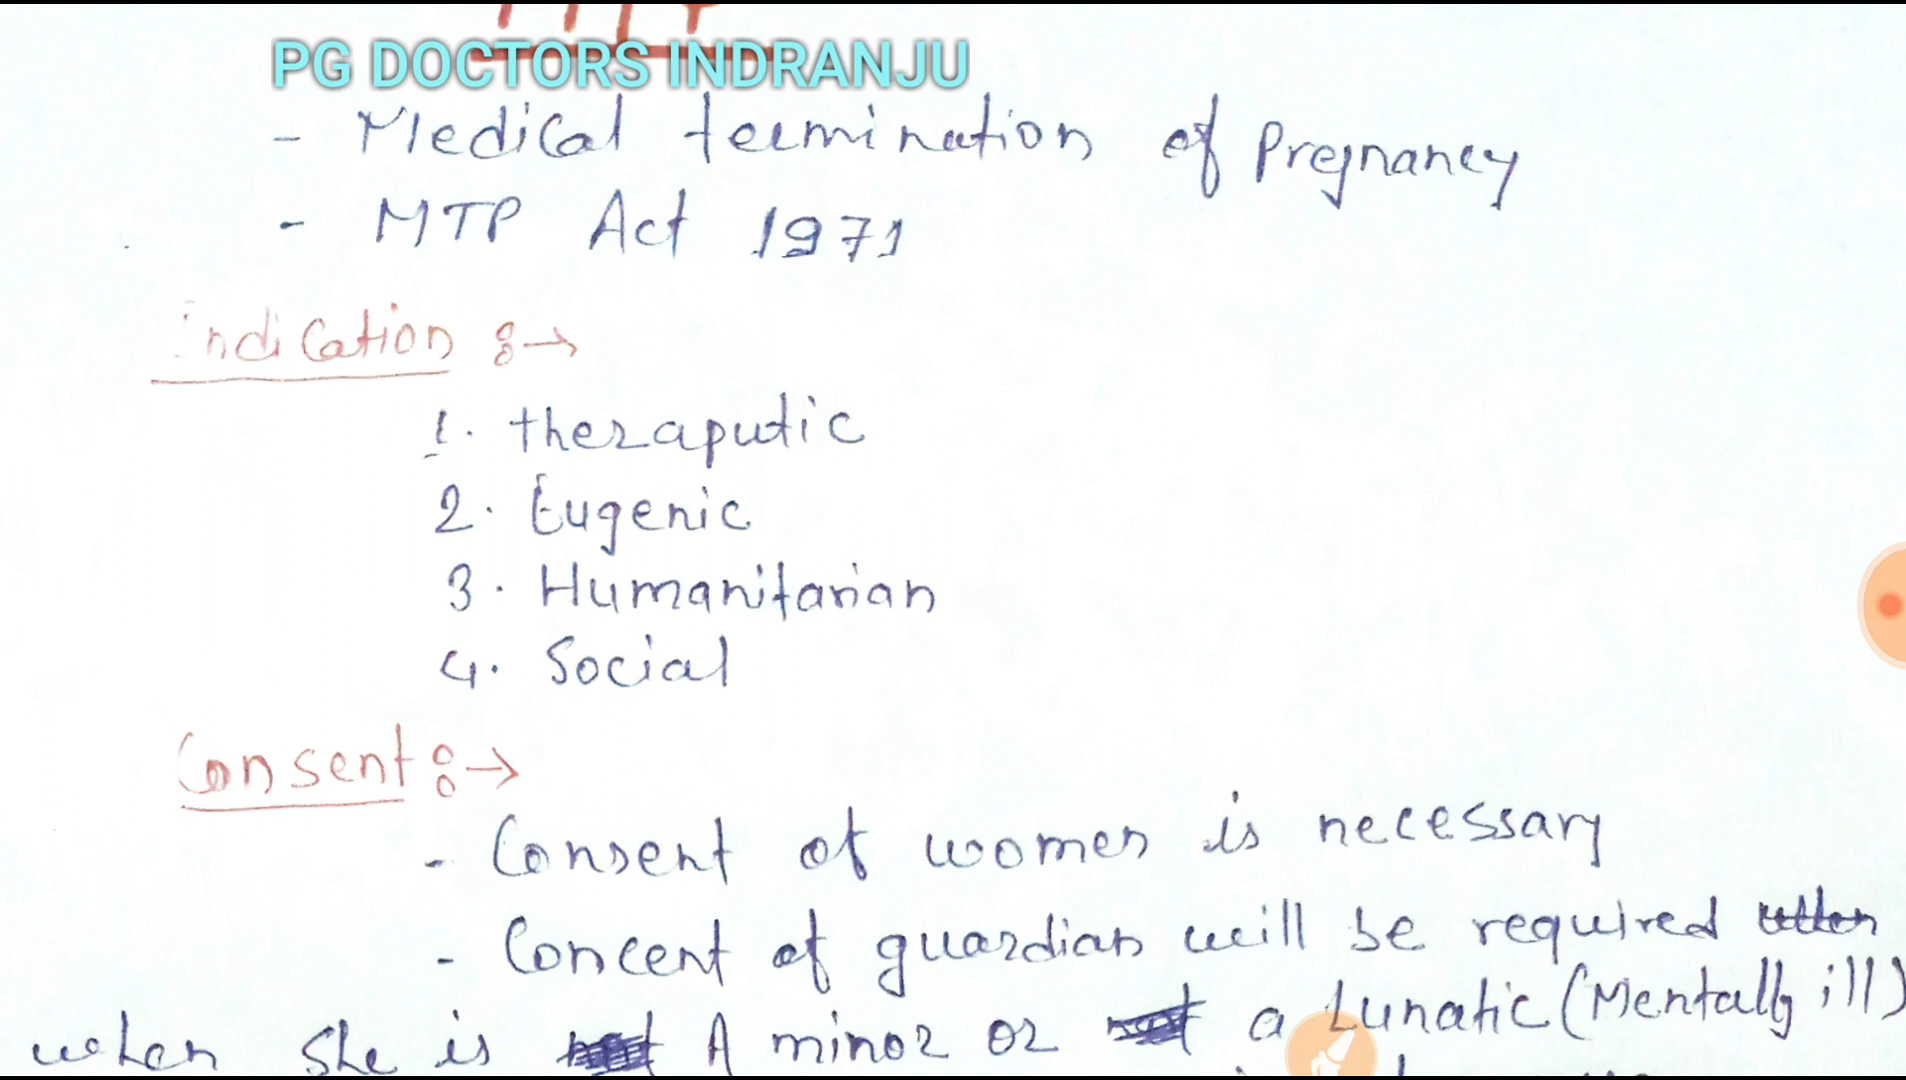 PG DOCTORS INDRANJU
- Medical termination of Pregnancy
- MTP Act 1971
indication :→
1. theraputic
2. Eugenic
3. Humanitarian
4. Social
Consent :→
- Consent of women is necessary
- Concent of guardian will be required
when she is A minor or a Lunatic (Mentally ill)